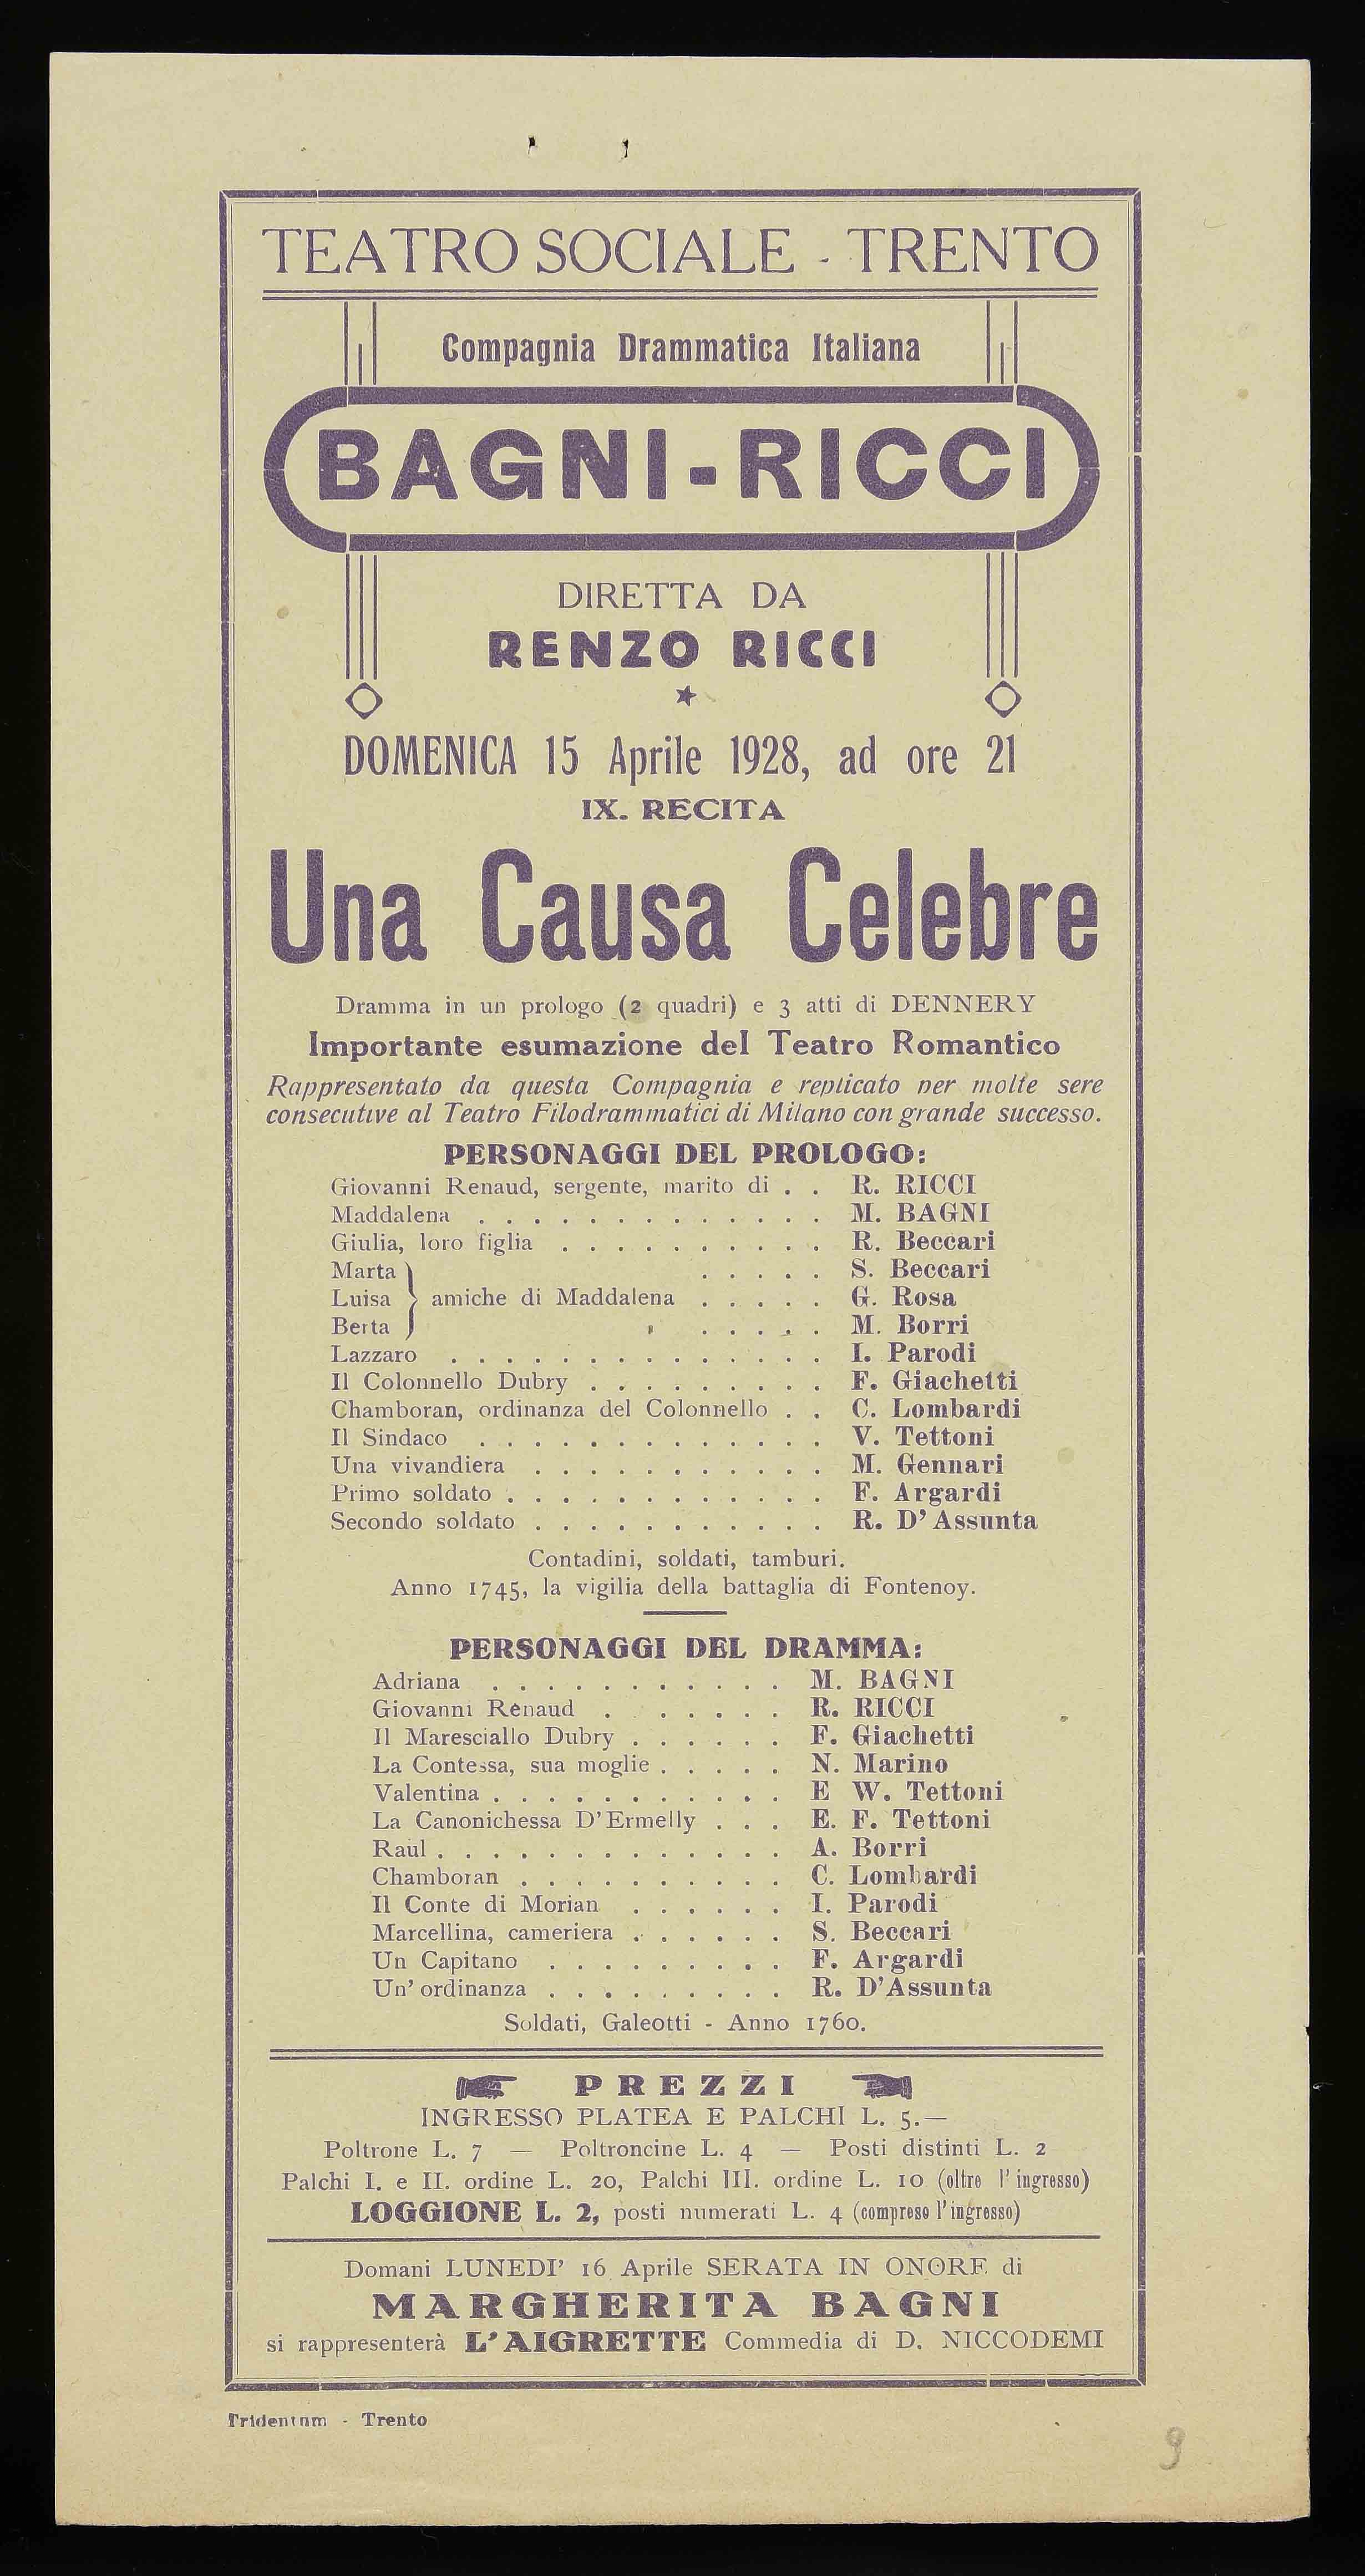 TEATRO SOCIALE - TRENTO
Compagnia Drammatica Italiana
BAGNI-RICCI
DIRETTA DA
RENZO RICCI
DOMENICA 15 Aprile 1928, ad ore 21
IX. RECITA
Una Causa Celebre
Dramma in un prologo (2 quadri) e 3 atti di DENNERY
Importante esumazione del Teatro Romantico
Rappresentato da questa Compagnia e replicato per molte sere
consecutive al Teatro Filodrammatici di Milano con grande successo.
PERSONAGGI DEL PROLOGO:
Giovanni Renaud, sergente, marito di . . R. RICCI
Maddalena . . . . . . . . . . . . . M. BAGNI
Giulia, loro figlia . . . . . . . . . . R. Beccari
Marta . . . . . S. Beccari
Luisa } amiche di Maddalena . . . . . G. Rosa
Berta . . . . . M. Borri
Lazzaro . . . . . . . . . . . . . . I. Parodi
Il Colonnello Dubry . . . . . . . . . F. Giachetti
Chamboran, ordinanza del Colonnello . . C. Lombardi
Il Sindaco . . . . . . . . . . . . . V. Tettoni
Una vivandiera . . . . . . . . . . . M. Gennari
Primo soldato . . . . . . . . . . . . F. Argardi
Secondo soldato . . . . . . . . . . . R. D'Assunta
Contadini, soldati, tamburi.
Anno 1745, la vigilia della battaglia di Fontenoy.
PERSONAGGI DEL DRAMMA:
Adriana . . . . . . . . . . . M. BAGNI
Giovanni Renaud . . . . . . R. RICCI
Il Maresciallo Dubry . . . . . . F. Giachetti
La Contessa, sua moglie . . . . . N. Marino
Valentina . . . . . . . . . . . E W. Tettoni
La Canonichessa D'Ermelly . . . E. F. Tettoni
Raul . . . . . . . . . . . . . A. Borri
Chamboran . . . . . . . . . . C. Lombardi
Il Conte di Morian . . . . . . I. Parodi
Marcellina, cameriera . . . . . . S. Beccari
Un Capitano . . . . . . . . . F. Argardi
Un' ordinanza . . . . . . . . . R. D'Assunta
Soldati, Galeotti - Anno 1760.
PREZZI
INGRESSO PLATEA E PALCHI L. 5.—
Poltrone L. 7 — Poltroncine L. 4 — Posti distinti L. 2
Palchi I. e II. ordine L. 20, Palchi III. ordine L. 10 (oltre l'ingresso)
LOGGIONE L. 2, posti numerati L. 4 (compreso l'ingresso)
Domani LUNEDI' 16 Aprile SERATA IN ONORE di
MARGHERITA BAGNI
si rappresenterà L'AIGRETTE Commedia di D. NICCODEMI
Tridentum - Trento
9